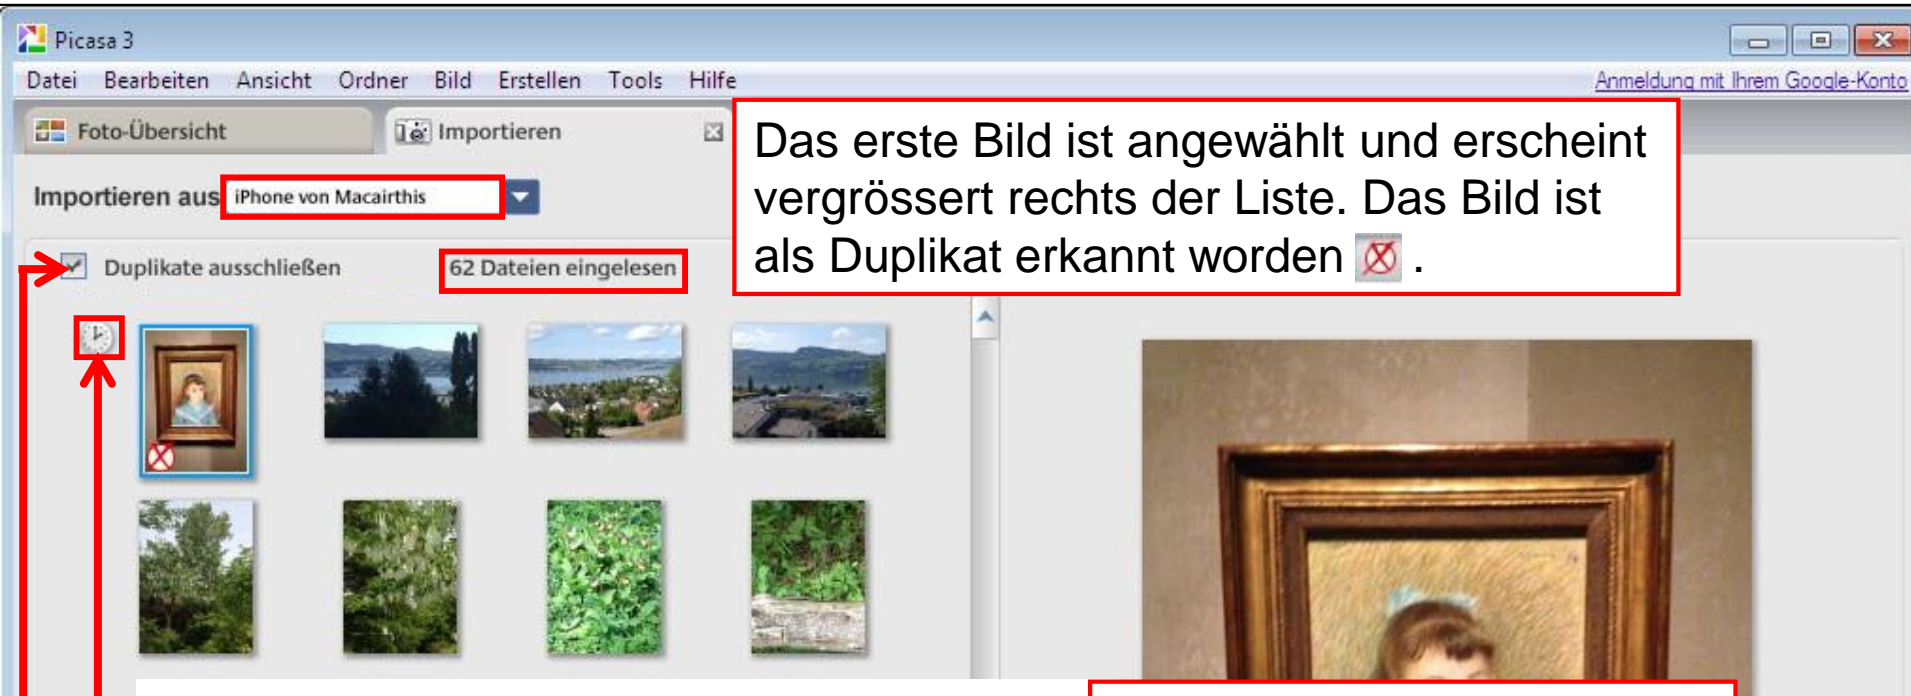 Picasa 3
Datei Bearbeiten Ansicht Ordner Bild Erstellen Tools Hilfe
Anmeldung mit Ihrem Google-Konto
Foto-Übersicht
Importieren
Importieren aus
iPhone von Macairthis
Das erste Bild ist angewählt und erscheint
vergrössert rechts der Liste. Das Bild ist
als Duplikat erkannt worden .
Duplikate ausschließen
62 Dateien eingelesen